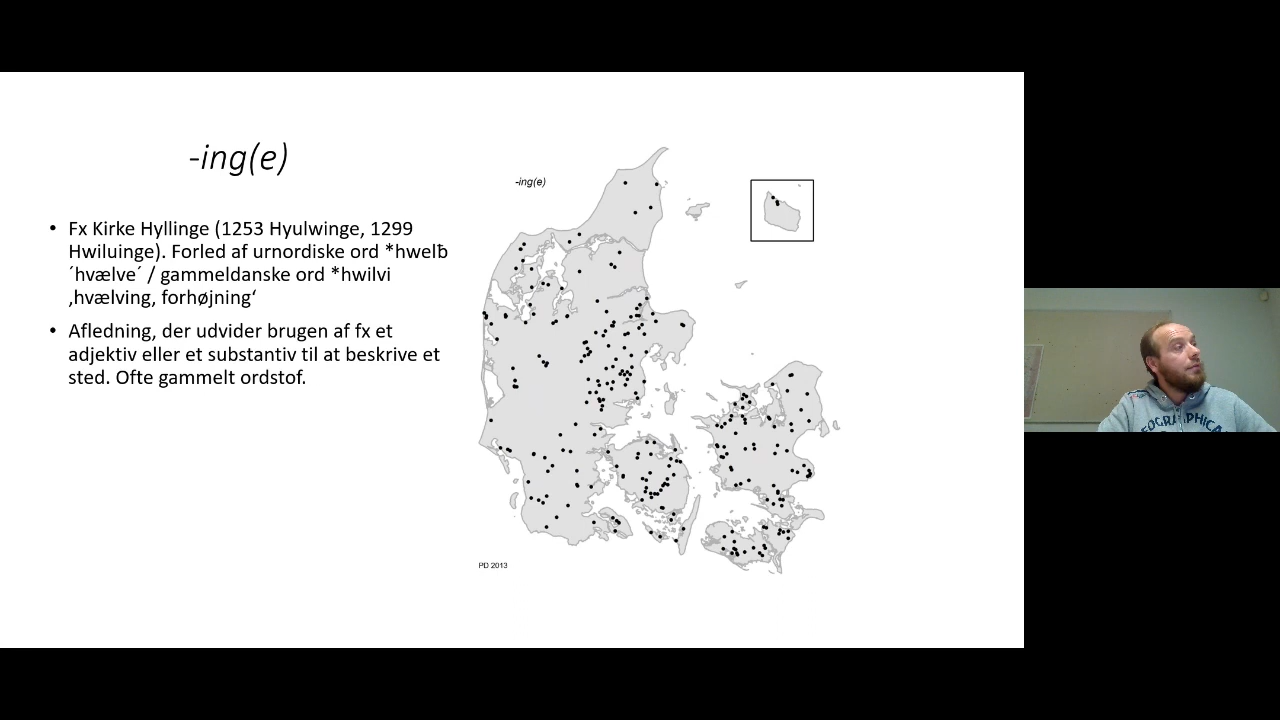 -ing(e)
• Fx Kirke Hyllinge (1253 Hyulwinge, 1299
Hwiluinge). Forled af urnordiske ord *hwelƀ
´hvælve´ / gammeldanske ord *hwilvi
‚hvælving, forhøjning‘
• Afledning, der udvider brugen af fx et
adjektiv eller et substantiv til at beskrive et
sted. Ofte gammelt ordstof.
-ing(e)
PD 2013